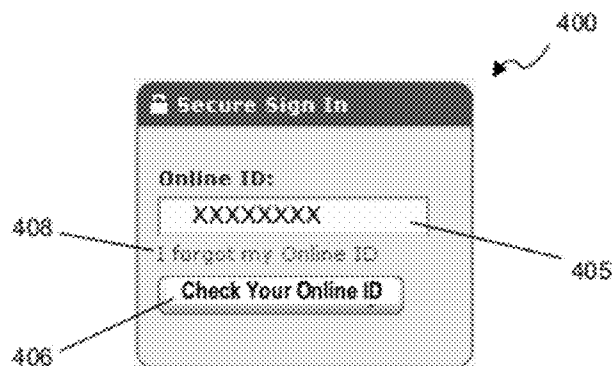 400
Secure Sign In
Online ID:
XXXXXXXX
408
I forgot my Online ID
405
Check Your Online ID
406